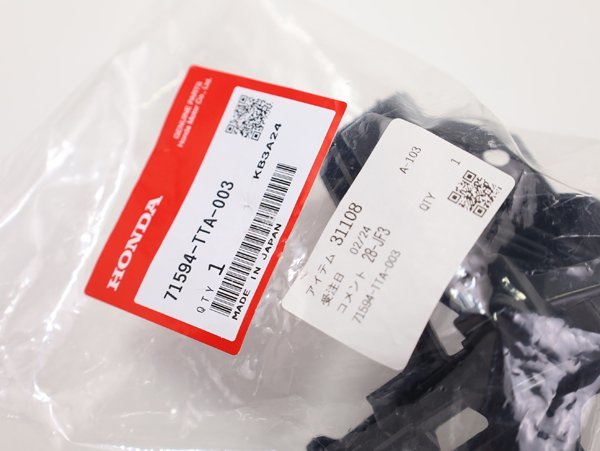 HONDA
GENUINE PARTS
Honda Motor Co., Ltd.
71594-TTA-003
QTY 1
KB3A24
MADE IN JAPAN
アイテム 31108
受注日 02/24
コメント 28-JF3
71594-TTA-003
A-103
QTY 1